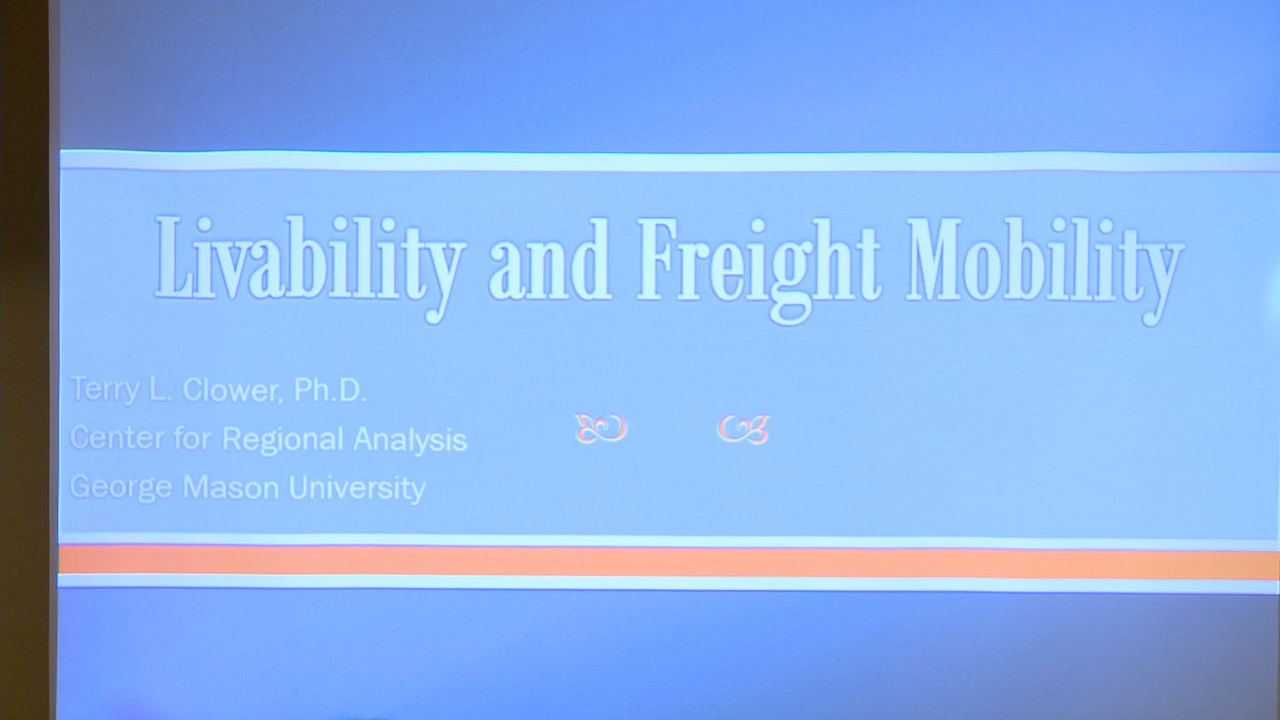 Livability and Freight Mobility
Terry L. Clower, Ph.D.
Center for Regional Analysis
George Mason University